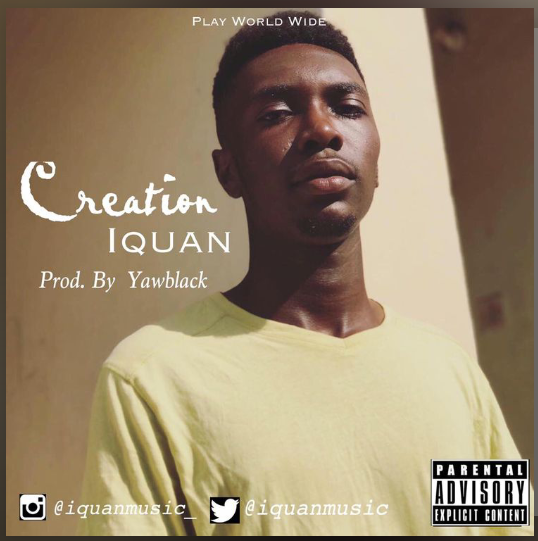 PLAY WORLD WIDE
Creation
IQUAN
Prod. By Yawblack
@iquanmusic_ @iquanmusic
PARENTAL
ADVISORY
EXPLICIT CONTENT